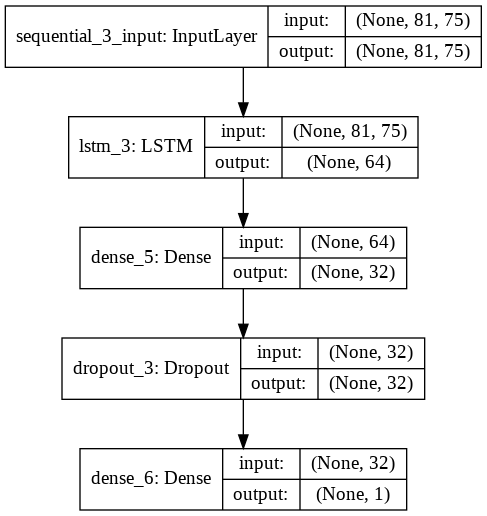 sequential_3_input: InputLayer
input: (None, 81, 75)
output: (None, 81, 75)
lstm_3: LSTM
input: (None, 81, 75)
output: (None, 64)
dense_5: Dense
input: (None, 64)
output: (None, 32)
dropout_3: Dropout
input: (None, 32)
output: (None, 32)
dense_6: Dense
input: (None, 32)
output: (None, 1)